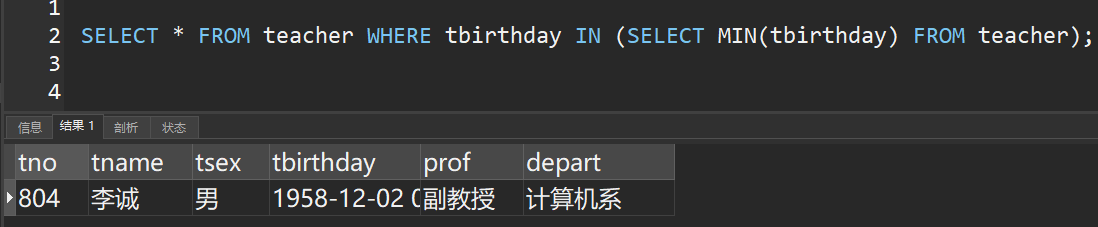 1
2 SELECT * FROM teacher WHERE tbirthday IN (SELECT MIN(tbirthday) FROM teacher);
3
4
信息 结果 1 剖析 状态
tno tname tsex tbirthday prof depart
804 李诚 男 1958-12-02 0 副教授 计算机系